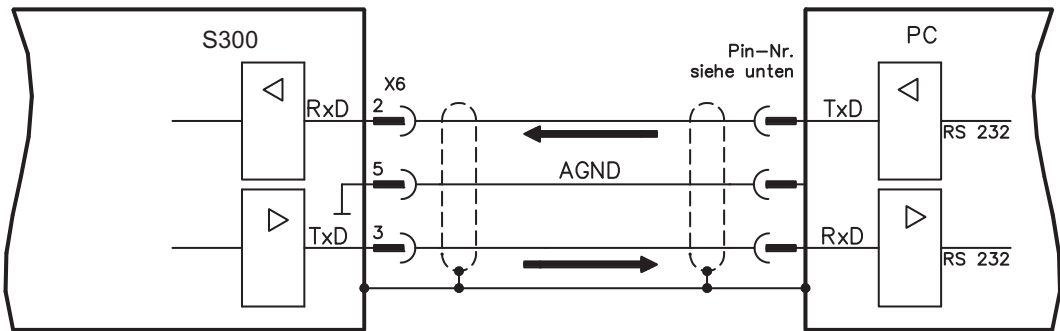 S300
PC
Pin-Nr.
siehe unten
X6
RxD
2
TxD
RS 232
5
AGND
TxD
3
RxD
RS 232